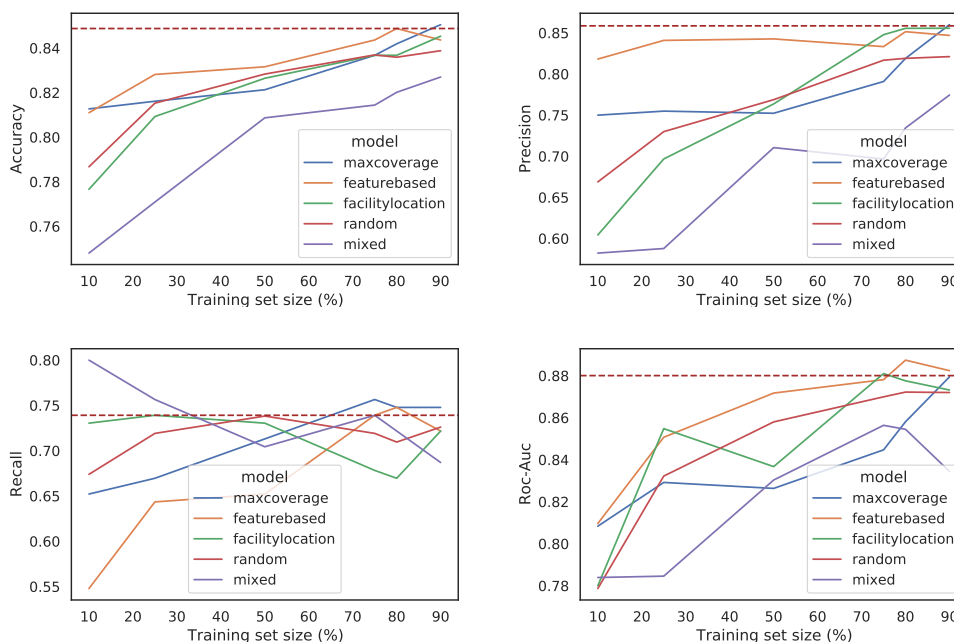 0.84
0.82
0.80
0.78
0.76
Accuracy
model
maxcoverage
featurebased
facilitylocation
random
mixed
10 20 30 40 50 60 70 80 90
Training set size (%)
0.85
0.80
0.75
0.70
0.65
0.60
Precision
model
maxcoverage
featurebased
facilitylocation
random
mixed
10 20 30 40 50 60 70 80 90
Training set size (%)
0.80
0.75
0.70
0.65
0.60
0.55
Recall
model
maxcoverage
featurebased
facilitylocation
random
mixed
10 20 30 40 50 60 70 80 90
Training set size (%)
0.88
0.86
0.84
0.82
0.80
0.78
Roc-Auc
model
maxcoverage
featurebased
facilitylocation
random
mixed
10 20 30 40 50 60 70 80 90
Training set size (%)